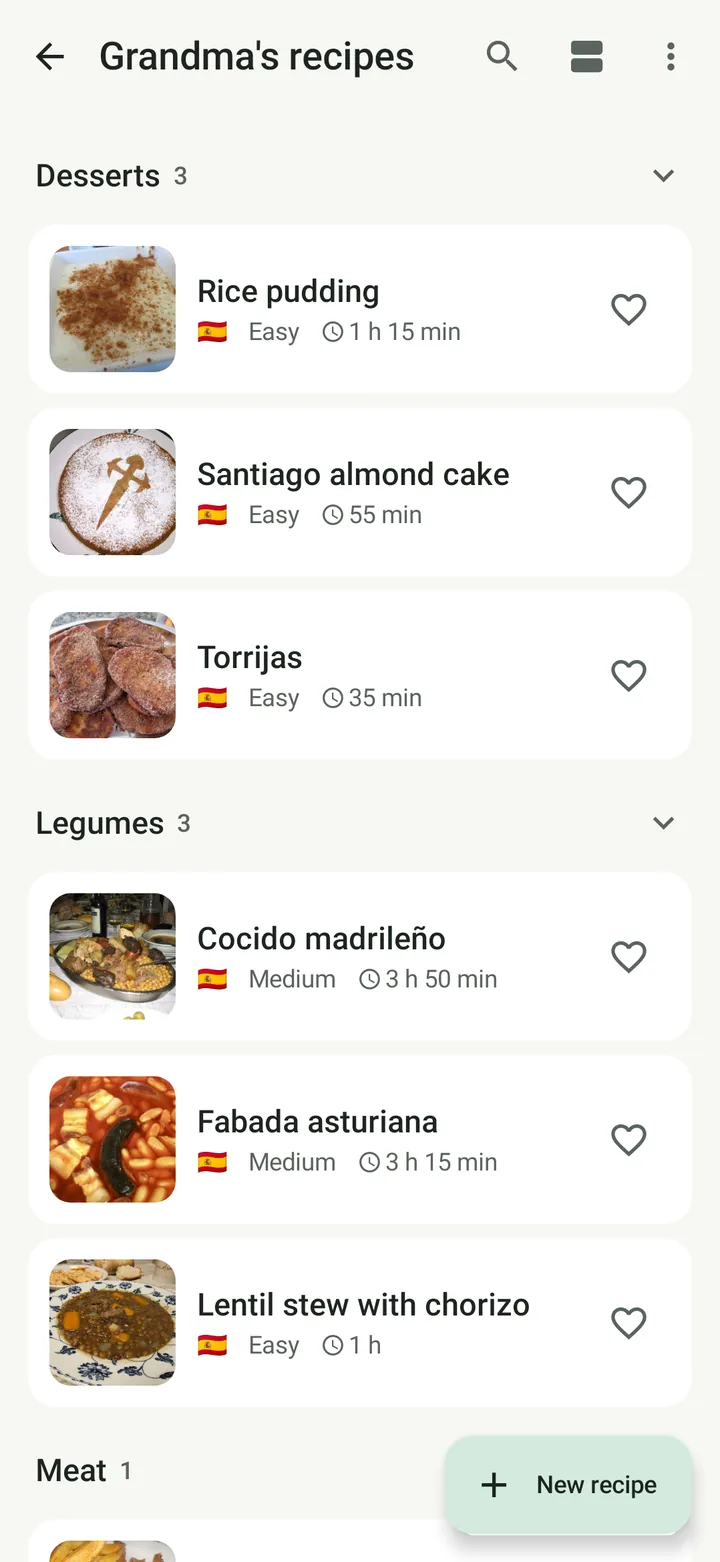 Grandma's recipes
Desserts 3
Rice pudding
Easy 1 h 15 min
Santiago almond cake
Easy 55 min
Torrijas
Easy 35 min
Legumes 3
Cocido madrileño
Medium 3 h 50 min
Fabada asturiana
Medium 3 h 15 min
Lentil stew with chorizo
Easy 1 h
Meat 1
New recipe